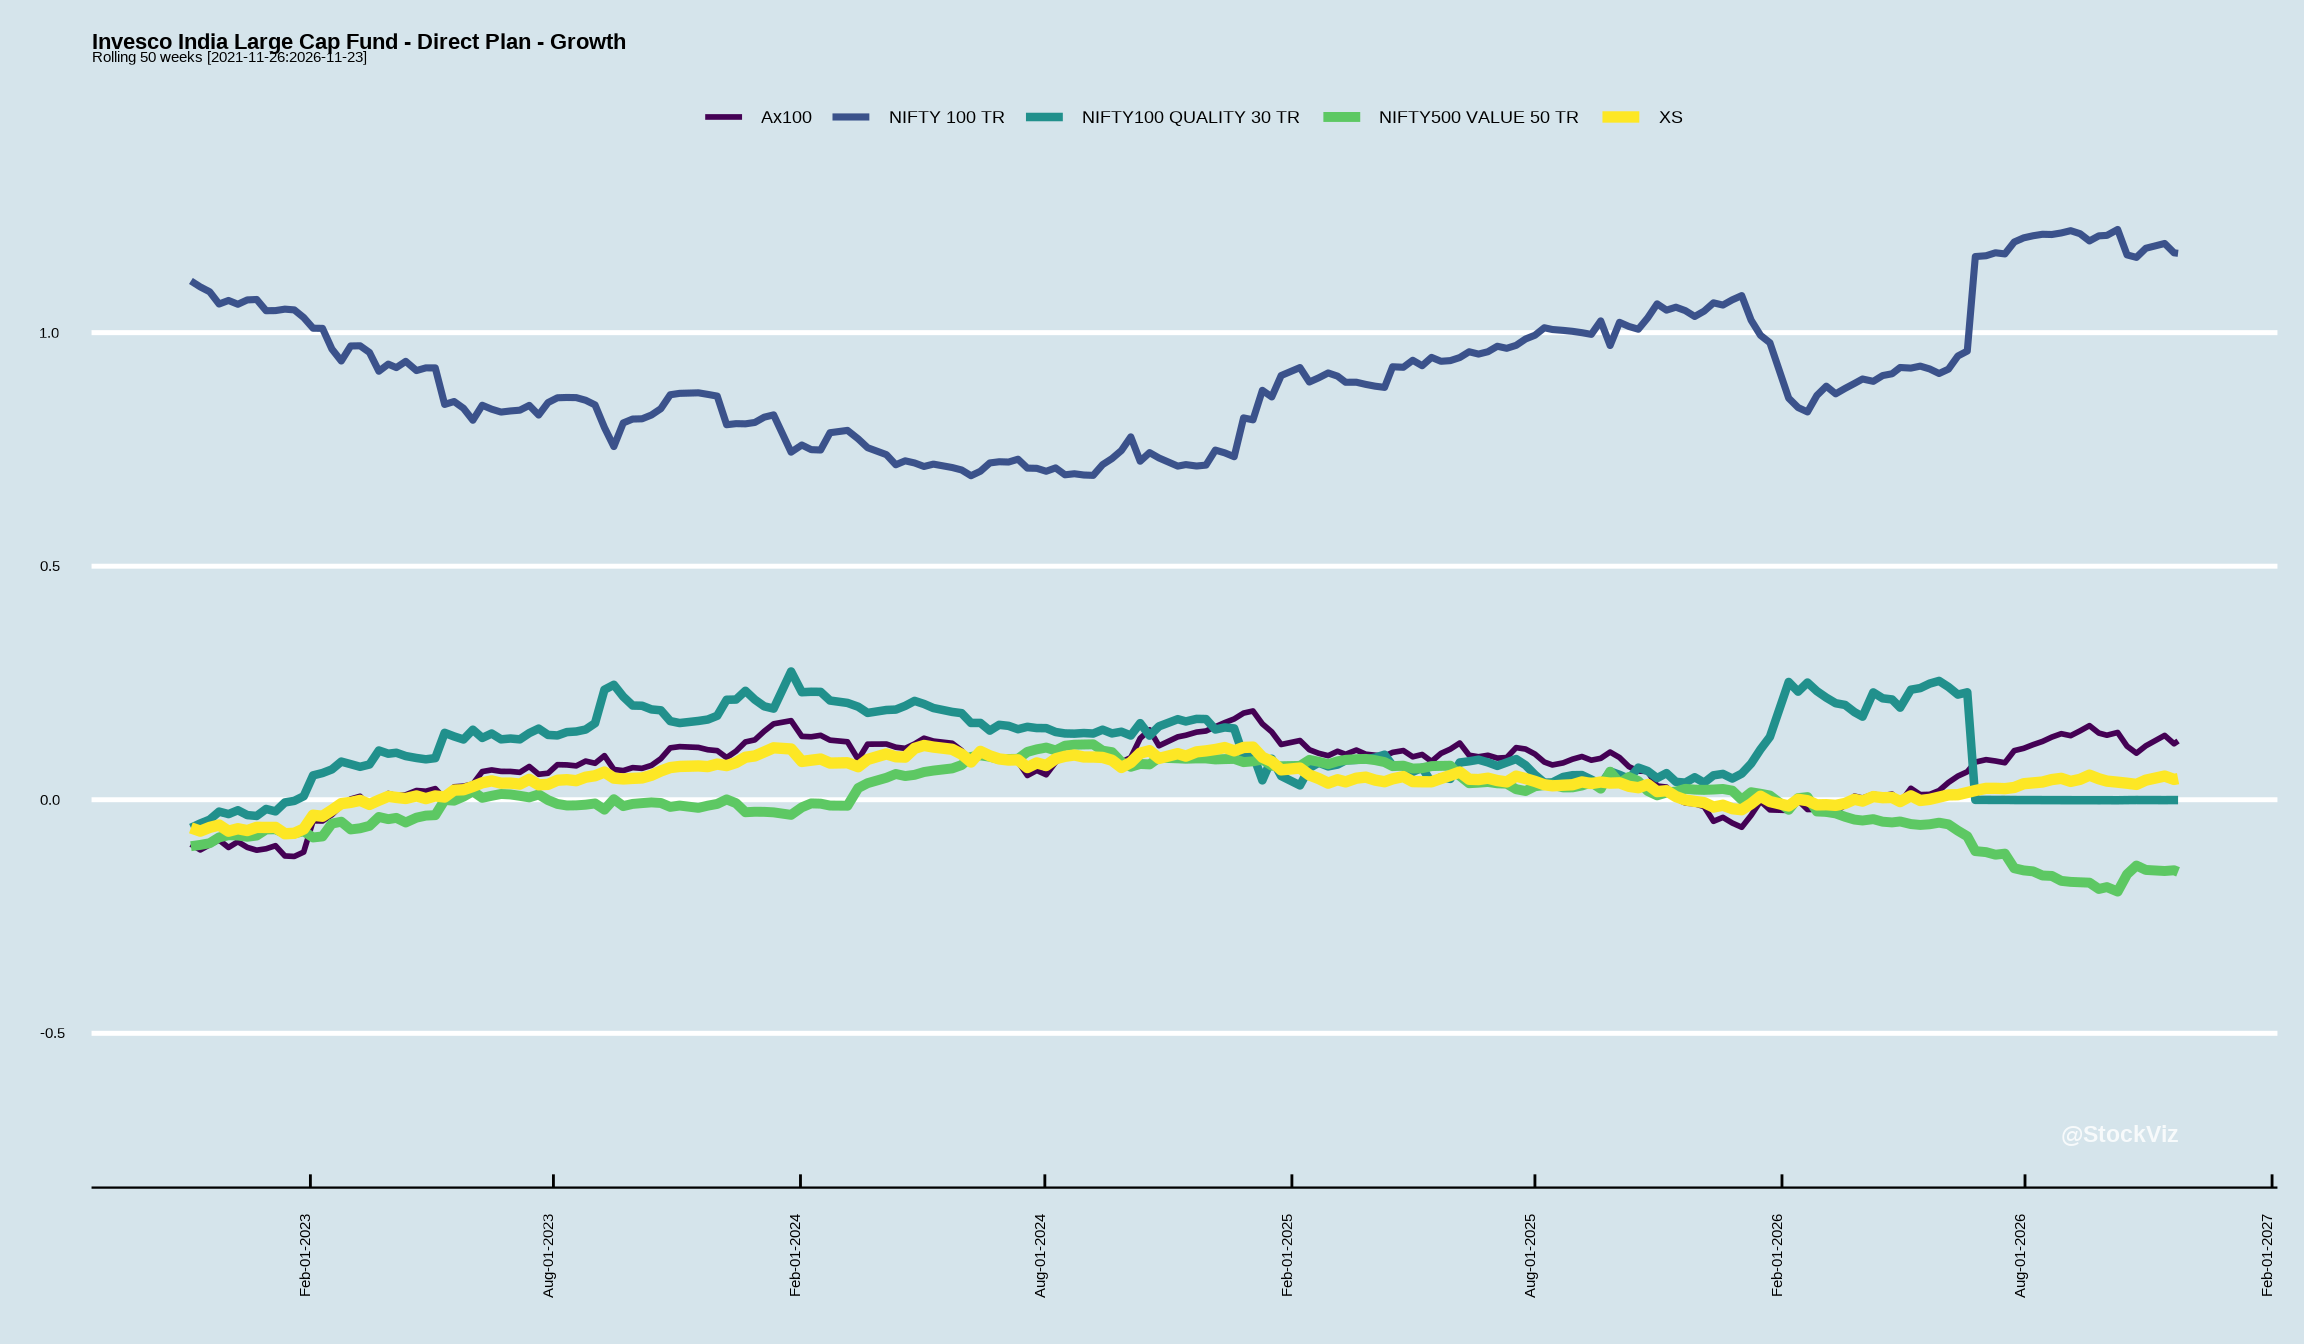 Invesco India Large Cap Fund - Direct Plan - Growth
Rolling 50 weeks [2021-11-26:2026-11-23]
Ax100 NIFTY 100 TR NIFTY100 QUALITY 30 TR NIFTY500 VALUE 50 TR XS
1.0
0.5
0.0
-0.5
@StockViz
Feb-01-2023
Aug-01-2023
Feb-01-2024
Aug-01-2024
Feb-01-2025
Aug-01-2025
Feb-01-2026
Aug-01-2026
Feb-01-2027